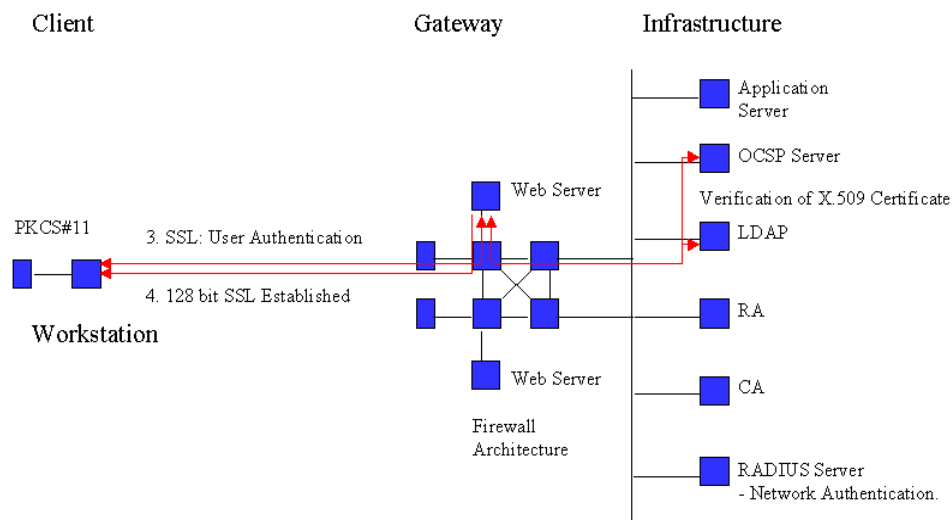 Client
Gateway
Infrastructure
Application
Server
OCSP Server
Web Server
Verification of X.509 Certificate
PKCS#11
3. SSL: User Authentication
LDAP
4. 128 bit SSL Established
RA
Workstation
Web Server
CA
Firewall
Architecture
RADIUS Server
- Network Authentication.